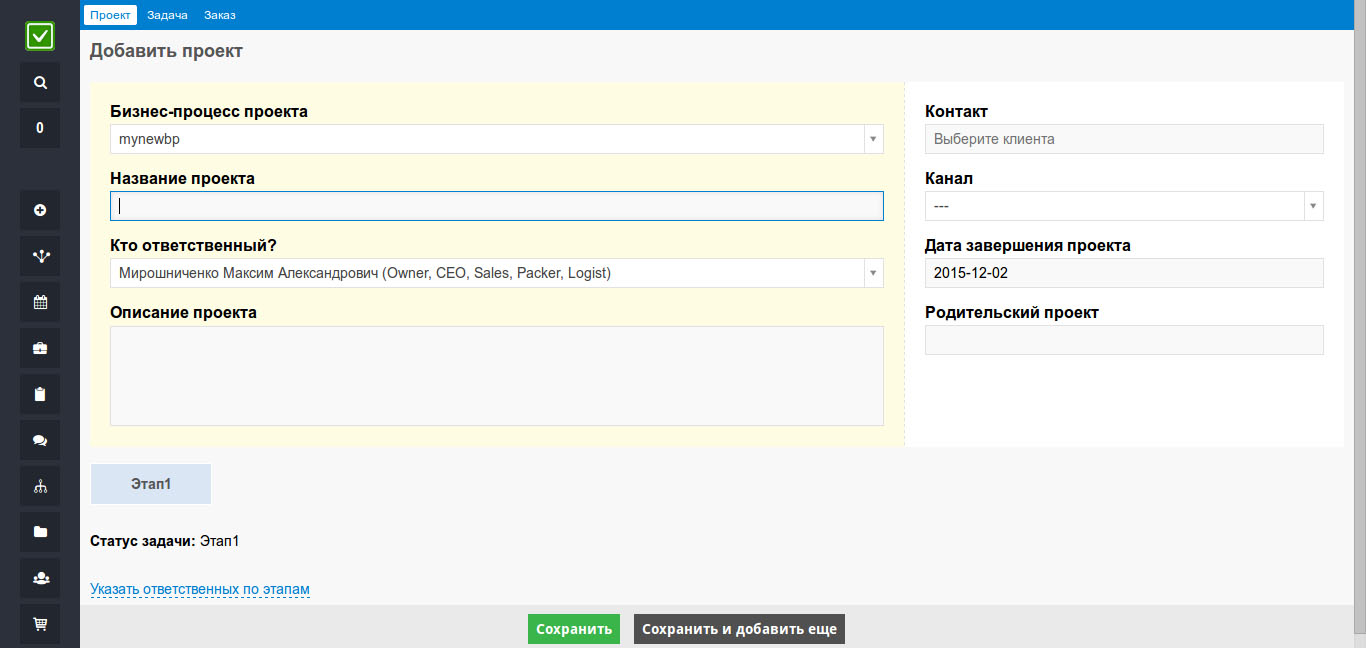 Проект Задача Заказ
Добавить проект
0
Бизнес-процесс проекта
mynewbp
Название проекта
Кто ответственный?
Мирошниченко Максим Александрович (Owner, CEO, Sales, Packer, Logist)
Описание проекта
Контакт
Выберите клиента
Канал
---
Дата завершения проекта
2015-12-02
Родительский проект
Этап1
Статус задачи: Этап1
Указать ответственных по этапам
Сохранить Сохранить и добавить еще